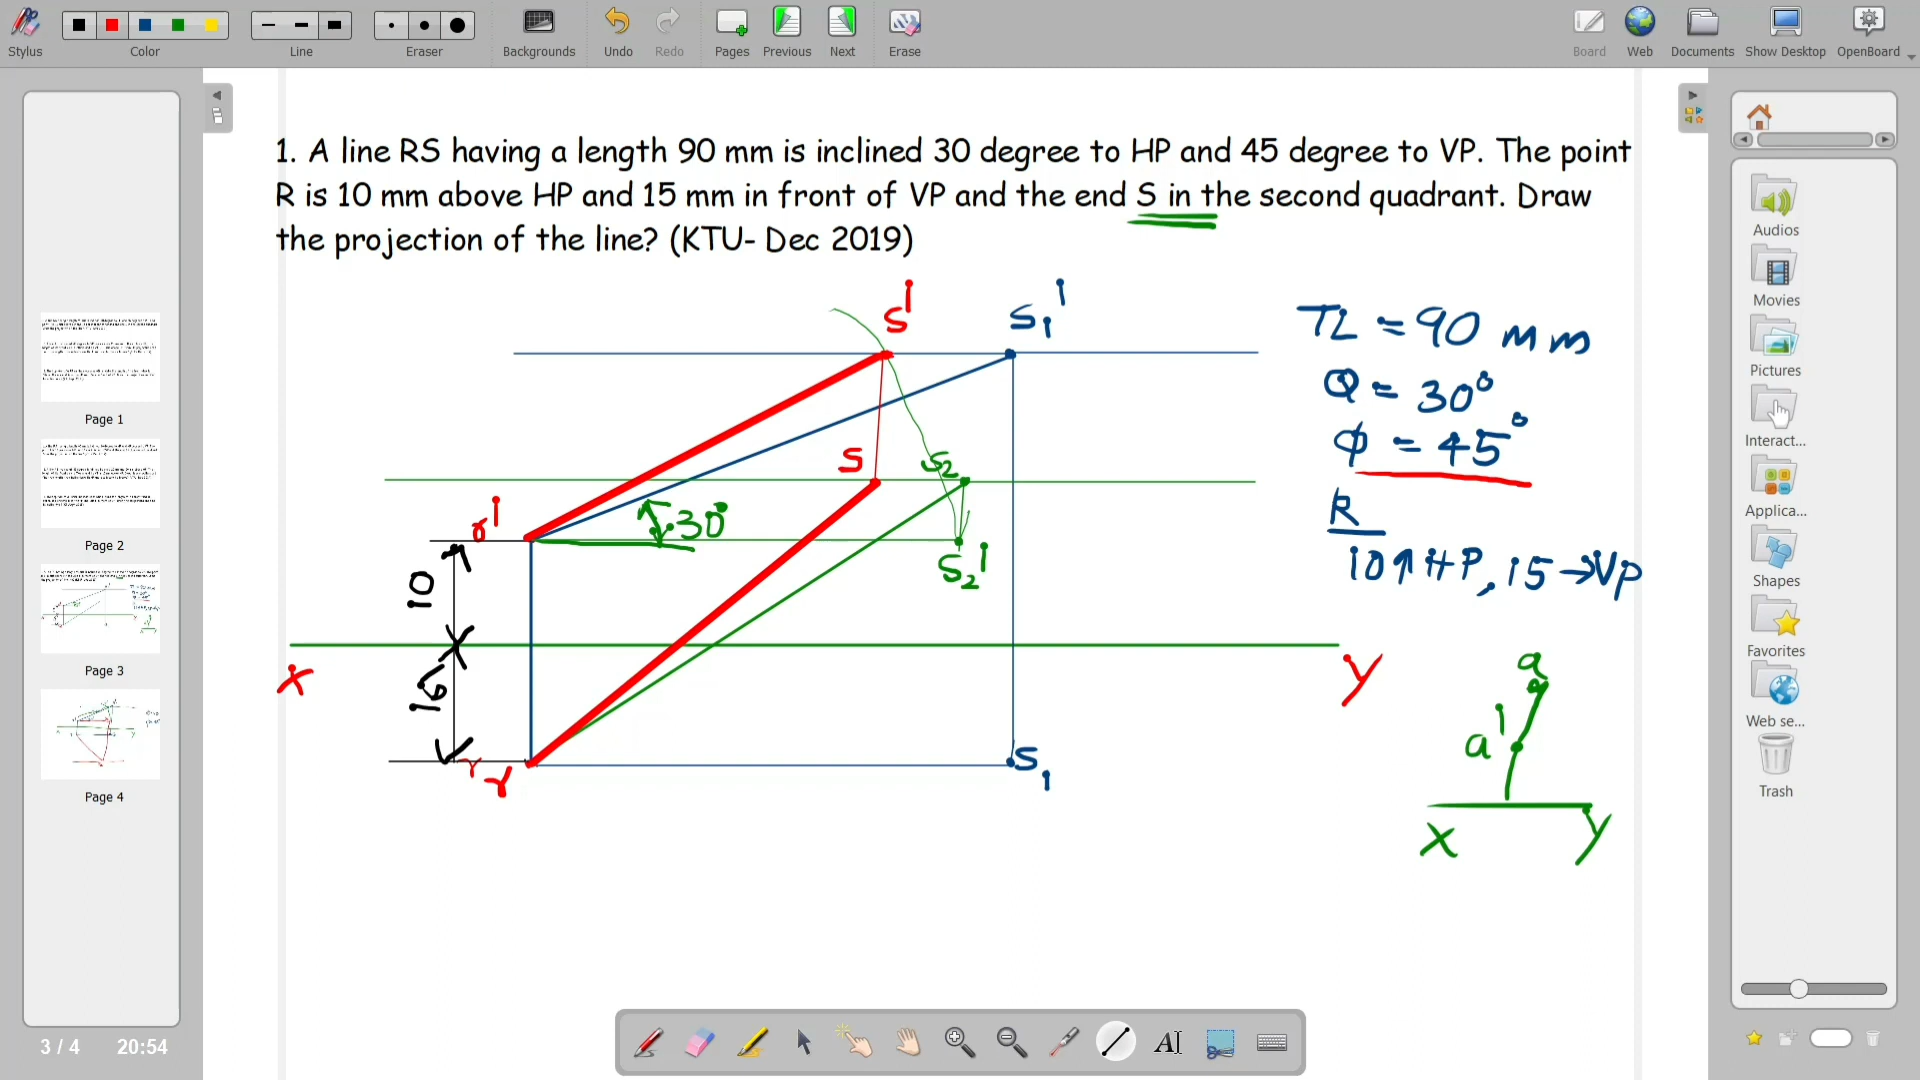 Stylus Color Line Eraser Backgrounds Undo Redo Pages Previous Next Erase Board Web Documents Show Desktop OpenBoard
1. A line RS having a length 90 mm is inclined 30 degree to HP and 45 degree to VP. The point
R is 10 mm above HP and 15 mm in front of VP and the end S in the second quadrant. Draw
the projection of the line? (KTU- Dec 2019)
s' s1'
TL = 90 mm
θ = 30°
ϕ = 45°
R
10↑HP, 15→VP
s s2
r' 30°
s2'
10
x y
15
r r s1
a
a'
x y
Page 1
Page 2
Page 3
Page 4
3 / 4 20:54
Audios
Movies
Pictures
Interact...
Applica...
Shapes
Favorites
Web se...
Trash
AI